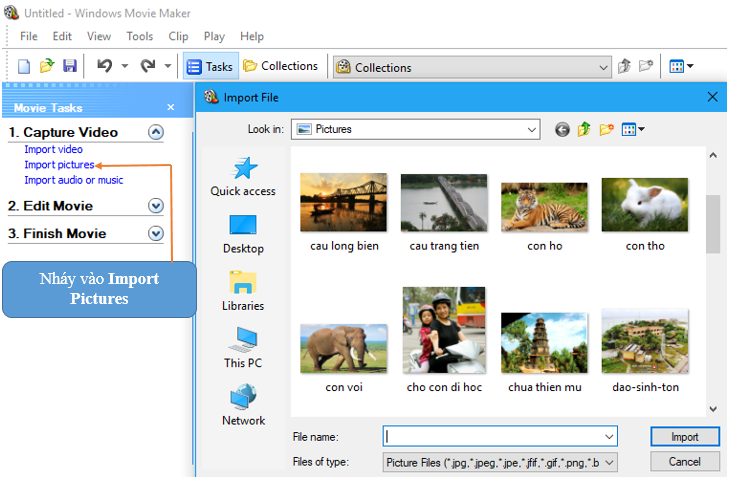 Untitled - Windows Movie Maker
File Edit View Tools Clip Play Help
Tasks Collections Collections
Movie Tasks
1. Capture Video
Import video
Import pictures
Import audio or music
2. Edit Movie
3. Finish Movie
Nháy vào Import
Pictures
Import File
Look in: Pictures
Quick access
Desktop
Libraries
This PC
Network
cau long bien cau trang tien con ho con tho
con voi cho con di hoc chua thien mu dao-sinh-ton
File name:
Import
Files of type: Picture Files (*.jpg,*.jpeg,*.jpe,*.jfif,*.gif,*.png,*.b
Cancel